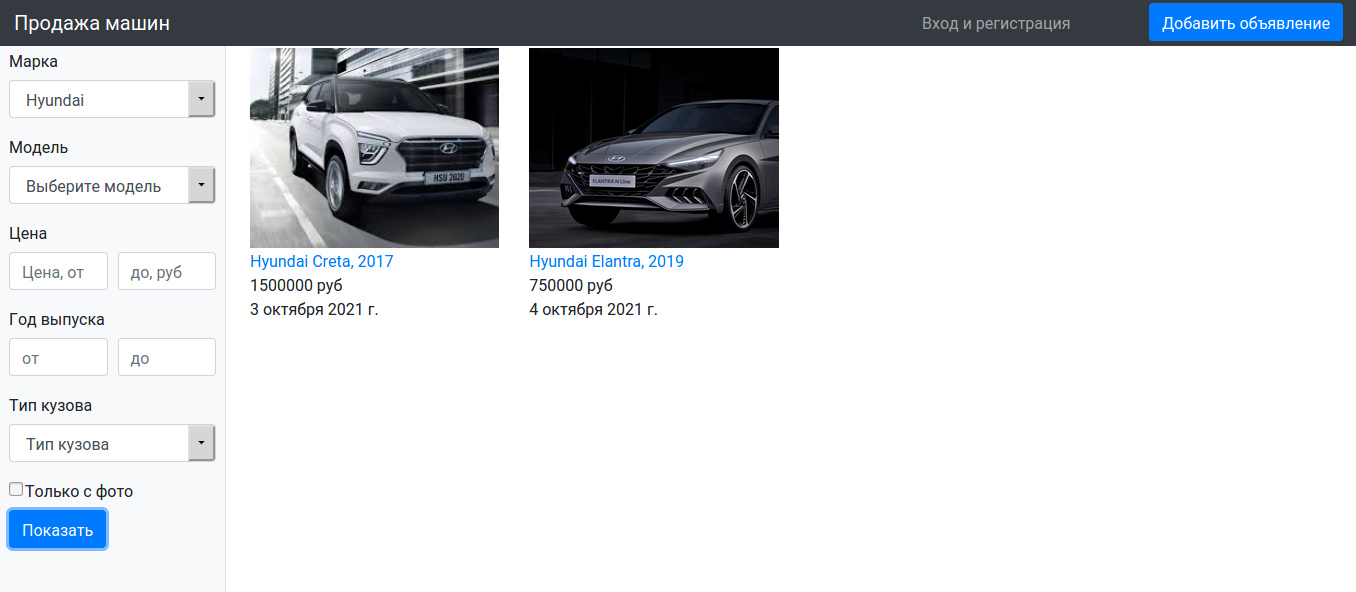 Продажа машин
Вход и регистрация
Добавить объявление
Марка
Hyundai
Модель
Выберите модель
Цена
Цена, от
до, руб
Год выпуска
от
до
Тип кузова
Тип кузова
Только с фото
Показать
HSU 2020
Hyundai Creta, 2017
1500000 руб
3 октября 2021 г.
ELANTRA N Line
Hyundai Elantra, 2019
750000 руб
4 октября 2021 г.